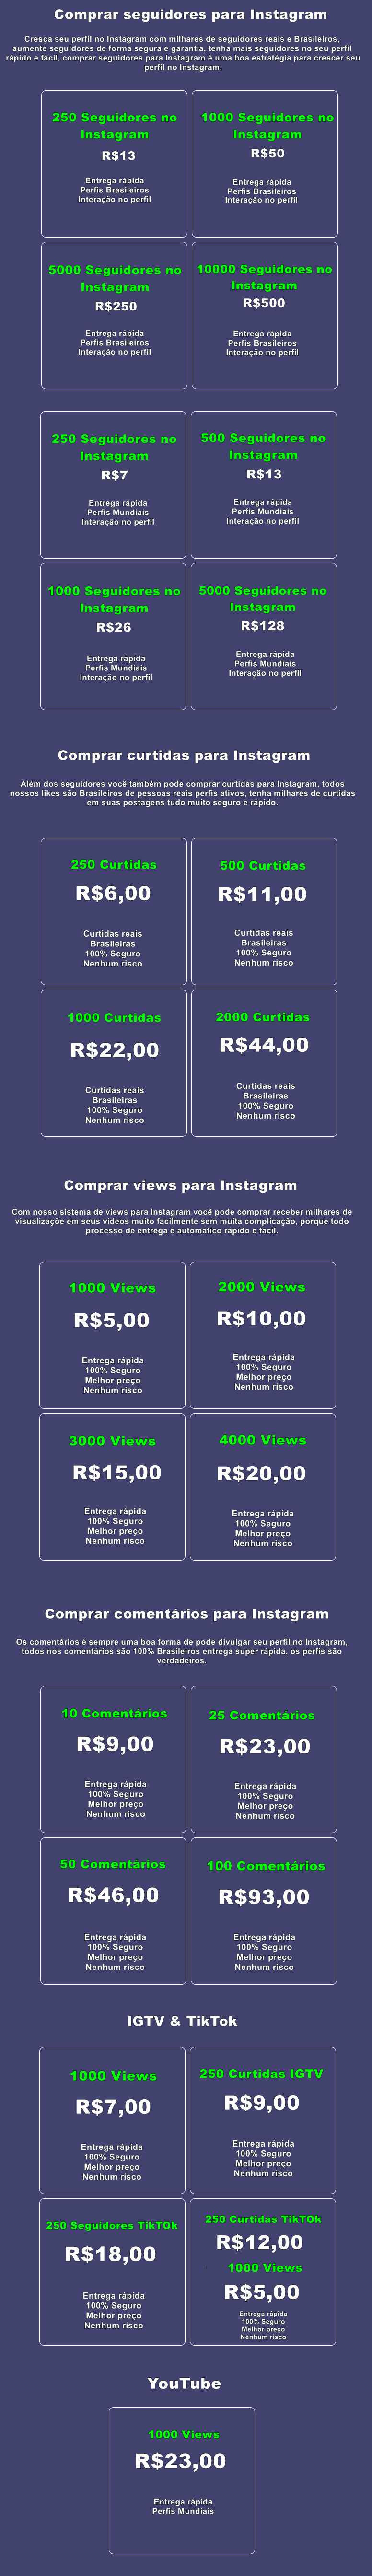 Comprar seguidores para Instagram
Cresça seu perfil no Instagram com milhares de seguidores reais e Brasileiros,
aumente seguidores de forma segura e garantia, tenha mais seguidores no seu perfil
rápido e fácil, comprar seguidores para Instagram é uma boa estratégia para crescer seu
perfil no Instagram.
250 Seguidores no
Instagram
R$13
Entrega rápida
Perfis Brasileiros
Interação no perfil
1000 Seguidores no
Instagram
R$50
Entrega rápida
Perfis Brasileiros
Interação no perfil
5000 Seguidores no
Instagram
R$250
Entrega rápida
Perfis Brasileiros
Interação no perfil
10000 Seguidores no
Instagram
R$500
Entrega rápida
Perfis Brasileiros
Interação no perfil
250 Seguidores no
Instagram
R$7
Entrega rápida
Perfis Mundiais
Interação no perfil
500 Seguidores no
Instagram
R$13
Entrega rápida
Perfis Mundiais
Interação no perfil
1000 Seguidores no
Instagram
R$26
Entrega rápida
Perfis Mundiais
Interação no perfil
5000 Seguidores no
Instagram
R$128
Entrega rápida
Perfis Mundiais
Interação no perfil
Comprar curtidas para Instagram
Além dos seguidores você também pode comprar curtidas para Instagram, todos
nossos likes são Brasileiros de pessoas reais perfis ativos, tenha milhares de curtidas
em suas postagens tudo muito seguro e rápido.
250 Curtidas
R$6,00
Curtidas reais
Brasileiras
100% Seguro
Nenhum risco
500 Curtidas
R$11,00
Curtidas reais
Brasileiras
100% Seguro
Nenhum risco
1000 Curtidas
R$22,00
Curtidas reais
Brasileiras
100% Seguro
Nenhum risco
2000 Curtidas
R$44,00
Curtidas reais
Brasileiras
100% Seguro
Nenhum risco
Comprar views para Instagram
Com nosso sistema de views para Instagram você pode comprar receber milhares de
visualizaçõe em seus vídeos muito facilmente sem muita complicação, porque todo
processo de entrega é automático rápido e fácil.
1000 Views
R$5,00
Entrega rápida
100% Seguro
Melhor preço
Nenhum risco
2000 Views
R$10,00
Entrega rápida
100% Seguro
Melhor preço
Nenhum risco
3000 Views
R$15,00
Entrega rápida
100% Seguro
Melhor preço
Nenhum risco
4000 Views
R$20,00
Entrega rápida
100% Seguro
Melhor preço
Nenhum risco
Comprar comentários para Instagram
Os comentários é sempre uma boa forma de pode divulgar seu perfil no Instagram,
todos nos comentários são 100% Brasileiros entrega super rápida, os perfis são
verdadeiros.
10 Comentários
R$9,00
Entrega rápida
100% Seguro
Melhor preço
Nenhum risco
25 Comentários
R$23,00
Entrega rápida
100% Seguro
Melhor preço
Nenhum risco
50 Comentários
R$46,00
Entrega rápida
100% Seguro
Melhor preço
Nenhum risco
100 Comentários
R$93,00
Entrega rápida
100% Seguro
Melhor preço
Nenhum risco
IGTV & TikTok
1000 Views
R$7,00
Entrega rápida
100% Seguro
Melhor preço
Nenhum risco
250 Curtidas IGTV
R$9,00
Entrega rápida
100% Seguro
Melhor preço
Nenhum risco
250 Seguidores TikTOk
R$18,00
Entrega rápida
100% Seguro
Melhor preço
Nenhum risco
250 Curtidas TikTOk
R$12,00
1000 Views
R$5,00
Entrega rápida
100% Seguro
Melhor preço
Nenhum risco
YouTube
1000 Views
R$23,00
Entrega rápida
Perfis Mundiais